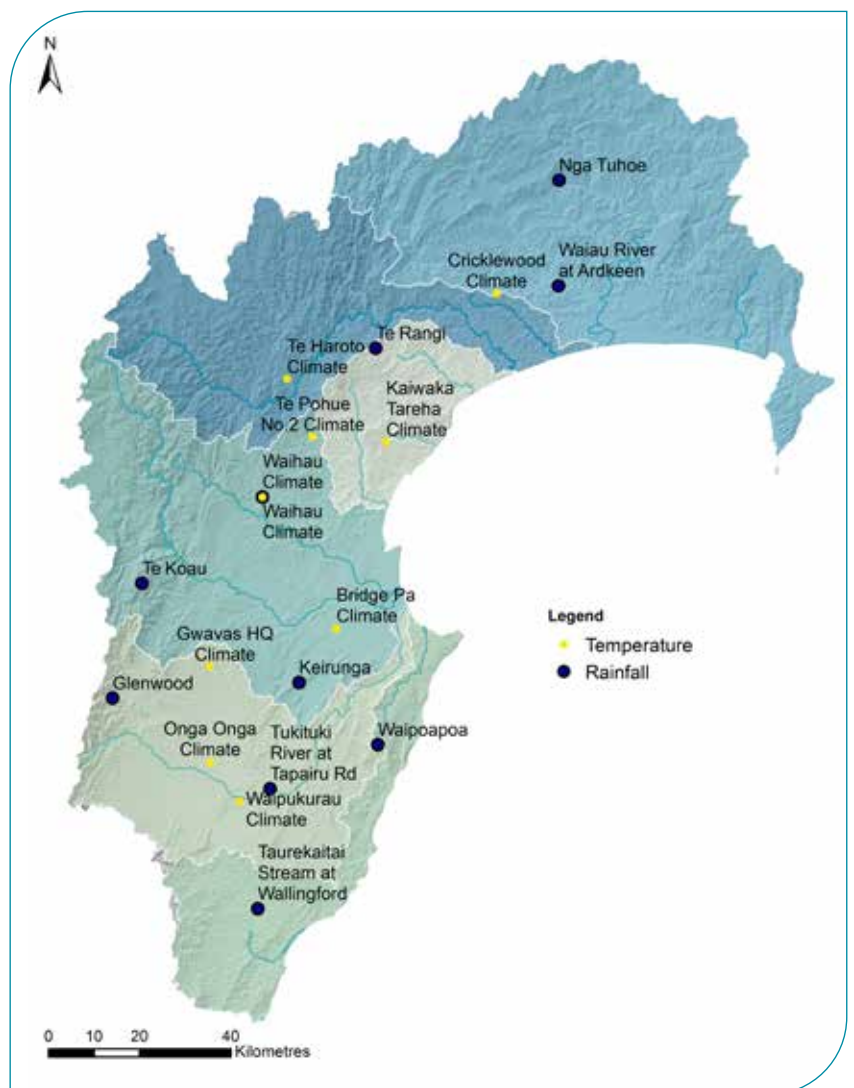 N
Nga Tuhoe
Waiau River
at Ardkeen
Cricklewood
Climate
Te Rangi
Te Haroto
Climate
Kaiwaka
Tareha
Climate
Te Pohue
No.2 Climate
Waihau
Climate
Waihau
Climate
Te Koau
Bridge Pa
Climate
Gwavas HQ
Climate
Keirunga
Glenwood
Legend
Temperature
Rainfall
Onga Onga
Climate
Tukituki
River at
Tapairu Rd
Waipoapoa
Waipukurau
Climate
Taurekaitai
Stream at
Wallingford
0 10 20 40
Kilometres